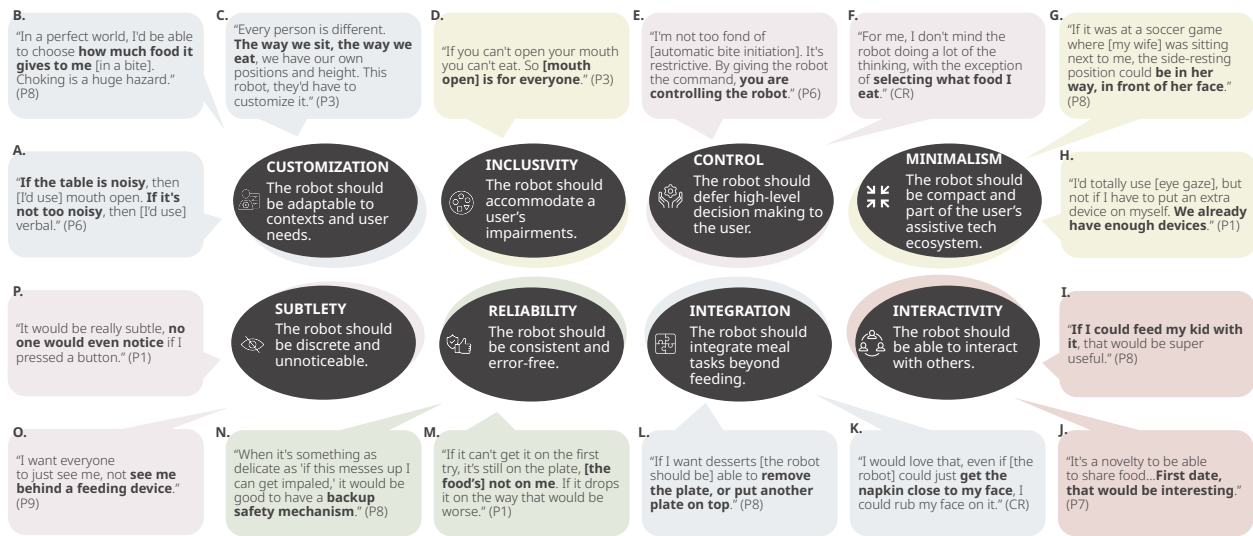 B.
“In a perfect world, I'd be able
to choose how much food it
gives to me [in a bite].
Choking is a huge hazard.”
(P8)
C.
“Every person is different.
The way we sit, the way we
eat, we have our own
positions and height. This
robot, they'd have to
customize it.” (P3)
D.
“If you can't open your mouth
you can't eat. So [mouth
open] is for everyone.” (P3)
E.
“I'm not too fond of
[automatic bite initiation]. It's
restrictive. By giving the robot
the command, you are
controlling the robot.” (P6)
F.
“For me, I don't mind the
robot doing a lot of the
thinking, with the exception
of selecting what food I
eat.” (CR)
G.
“If it was at a soccer game
where [my wife] was sitting
next to me, the side-resting
position could be in her
way, in front of her face.”
(P8)
A.
“If the table is noisy, then
[I'd use] mouth open. If it's
not too noisy, then [I'd use]
verbal.” (P6)
CUSTOMIZATION
The robot should
be adaptable to
contexts and user
needs.
INCLUSIVITY
The robot should
accommodate a
user's
impairments.
CONTROL
The robot should
defer high-level
decision making to
the user.
MINIMALISM
The robot should
be compact and
part of the user's
assistive tech
ecosystem.
H.
“I'd totally use [eye gaze], but
not if I have to put an extra
device on myself. We already
have enough devices.” (P1)
P.
“It would be really subtle, no
one would even notice if I
pressed a button.” (P1)
SUBTLETY
The robot should
be discrete and
unnoticeable.
RELIABILITY
The robot should
be consistent and
error-free.
INTEGRATION
The robot should
integrate meal
tasks beyond
feeding.
INTERACTIVITY
The robot should
be able to interact
with others.
I.
“If I could feed my kid with
it, that would be super
useful.” (P8)
O.
“I want everyone
to just see me, not see me
behind a feeding device.”
(P9)
N.
“When it's something as
delicate as 'if this messes up I
can get impaled,' it would be
good to have a backup
safety mechanism.” (P8)
M.
“If it can't get it on the first
try, it's still on the plate, [the
food's] not on me. If it drops
it on the way that would be
worse.” (P1)
L.
“If I want desserts [the robot
should be] able to remove
the plate, or put another
plate on top.” (P8)
K.
“I would love that, even if [the
robot] could just get the
napkin close to my face, I
could rub my face on it.” (CR)
J.
“It's a novelty to be able
to share food...First date,
that would be interesting.”
(P7)